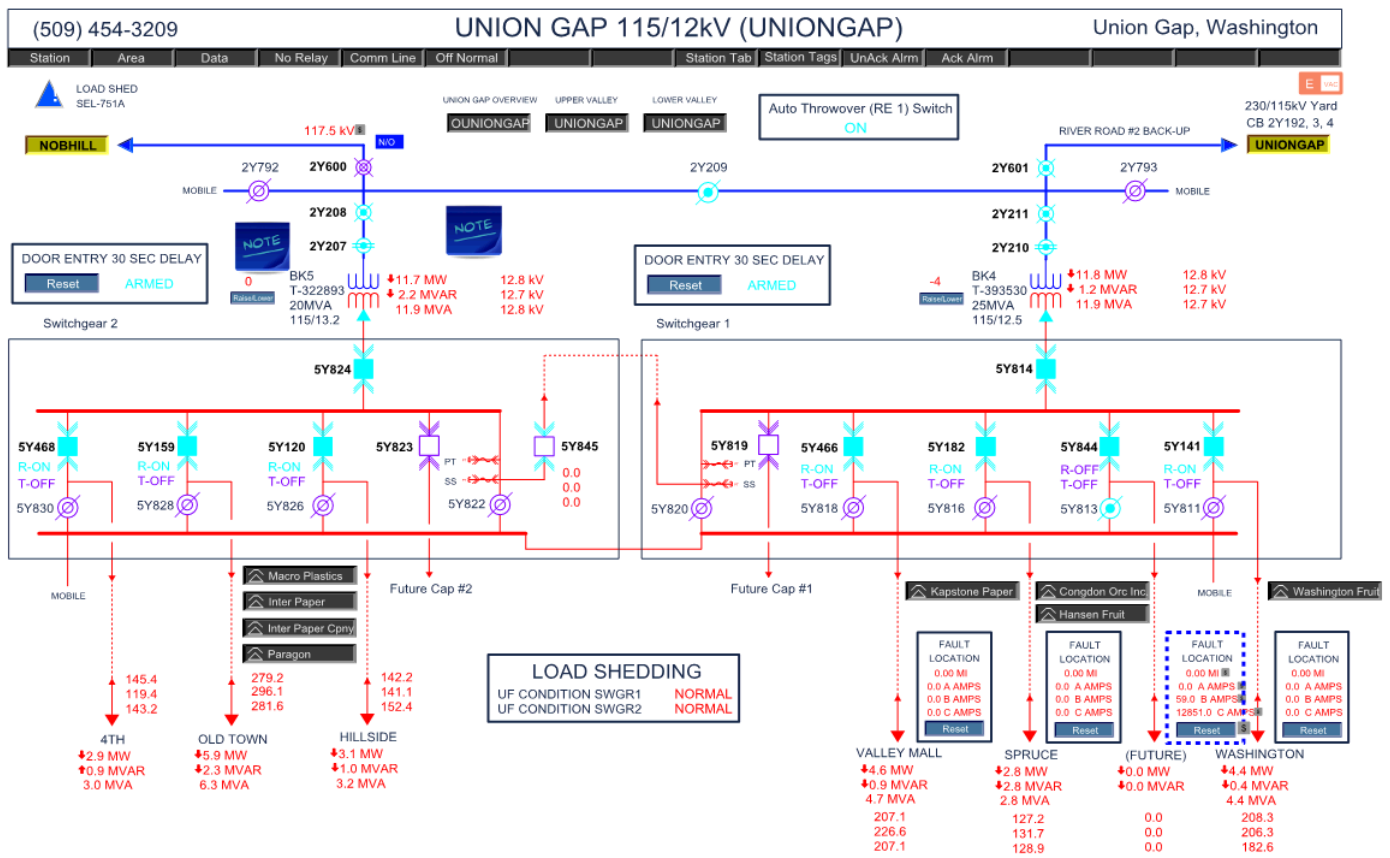 (509) 454-3209
UNION GAP 115/12kV (UNIONGAP)
Union Gap, Washington
Station Area Data No Relay Comm Line Off Normal Station Tab Station Tags UnAck Alrm Ack Alrm
LOAD SHED
SEL-751A
UNION GAP OVERVIEW UPPER VALLEY LOWER VALLEY
OUNIONGAP UNIONGAP UNIONGAP
Auto Throwover (RE 1) Switch
ON
E VAC
230/115kV Yard
CB 2Y192, 3, 4
RIVER ROAD #2 BACK-UP
UNIONGAP
NOBHILL
117.5 kV
N/O
2Y792 2Y600 2Y209 2Y601 2Y793
MOBILE MOBILE
2Y208 2Y211
NOTE NOTE
2Y207 2Y210
DOOR ENTRY 30 SEC DELAY
Reset ARMED
DOOR ENTRY 30 SEC DELAY
Reset ARMED
0
Raise/Lower
BK5
T-322893
20MVA
115/13.2
11.7 MW 12.8 kV
2.2 MVAR 12.7 kV
11.9 MVA 12.8 kV
-4
Raise/Lower
BK4
T-393530
25MVA
115/12.5
11.8 MW 12.8 kV
1.2 MVAR 12.7 kV
11.9 MVA 12.7 kV
Switchgear 2 Switchgear 1
5Y824 5Y814
5Y468 5Y159 5Y120 5Y823 5Y845 5Y819 5Y466 5Y182 5Y844 5Y141
R-ON R-ON R-ON R-ON R-ON R-OFF R-ON
T-OFF T-OFF T-OFF T-OFF T-OFF T-OFF T-OFF
PT PT
SS SS
0.0
0.0
0.0
5Y830 5Y828 5Y826 5Y822 5Y820 5Y818 5Y816 5Y813 5Y811
MOBILE Future Cap #2 Future Cap #1 MOBILE
Macro Plastics
Inter Paper
Inter Paper Cpny
Paragon
Kapstone Paper
Congdon Orc Inc
Hansen Fruit
Washington Fruit
LOAD SHEDDING
UF CONDITION SWGR1 NORMAL
UF CONDITION SWGR2 NORMAL
FAULT
LOCATION
0.00 MI
0.0 A AMPS
0.0 B AMPS
0.0 C AMPS
Reset
FAULT
LOCATION
0.00 MI
0.0 A AMPS
0.0 B AMPS
0.0 C AMPS
Reset
FAULT
LOCATION
0.00 MI
0.0 A AMPS
59.0 B AMPS
12851.0 C AMPS
Reset
S
FAULT
LOCATION
0.00 MI
0.0 A AMPS
0.0 B AMPS
0.0 C AMPS
Reset
145.4
119.4
143.2
4TH
2.9 MW
0.9 MVAR
3.0 MVA
279.2
296.1
281.6
OLD TOWN
5.9 MW
2.3 MVAR
6.3 MVA
142.2
141.1
152.4
HILLSIDE
3.1 MW
1.0 MVAR
3.2 MVA
VALLEY MALL
4.6 MW
0.9 MVAR
4.7 MVA
207.1
226.6
207.1
SPRUCE
2.8 MW
2.8 MVAR
2.8 MVA
127.2
131.7
128.9
(FUTURE)
0.0 MW
0.0 MVAR
0.0
0.0
0.0
WASHINGTON
4.4 MW
0.4 MVAR
4.4 MVA
208.3
206.3
182.6